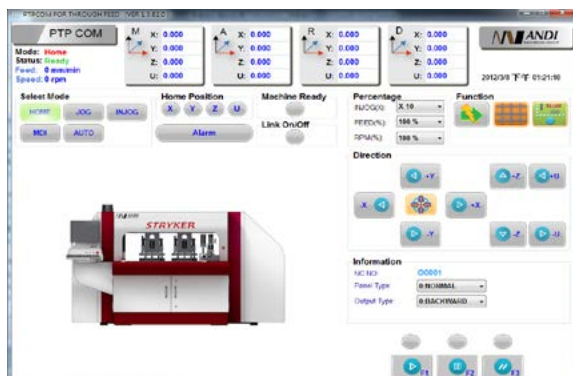 PTPCOM FOR THROUGH FEED
PTP COM
Mode: Home
Status: Ready
Feed: 0 mm/min
Speed: 0 rpm
M X: 0.000
Y: 0.000
Z: 0.000
U: 0.000
A X: 0.000
Y: 0.000
Z: 0.000
U: 0.000
R X: 0.000
Y: 0.000
Z: 0.000
U: 0.000
D X: 0.000
Y: 0.000
Z: 0.000
U: 0.000
ANDI
2012/3/8 下午 01:21:10
Select Mode
HOME JOG INJOG
MDI AUTO
Home Position
X Y Z U
Alarm
Machine Ready
Link On/Off
Percentage
INJOG(X): X 10
FEED(%): 100 %
RPM(%): 100 %
Function
Direction
+Y +Z +U
-X +X
-Y -Z -U
Information
NC NO: O0001
Panel Type: 0:NORMAL
Output Type: 0:BACKWARD
F1 F2 F3
ANDI
STRYKER